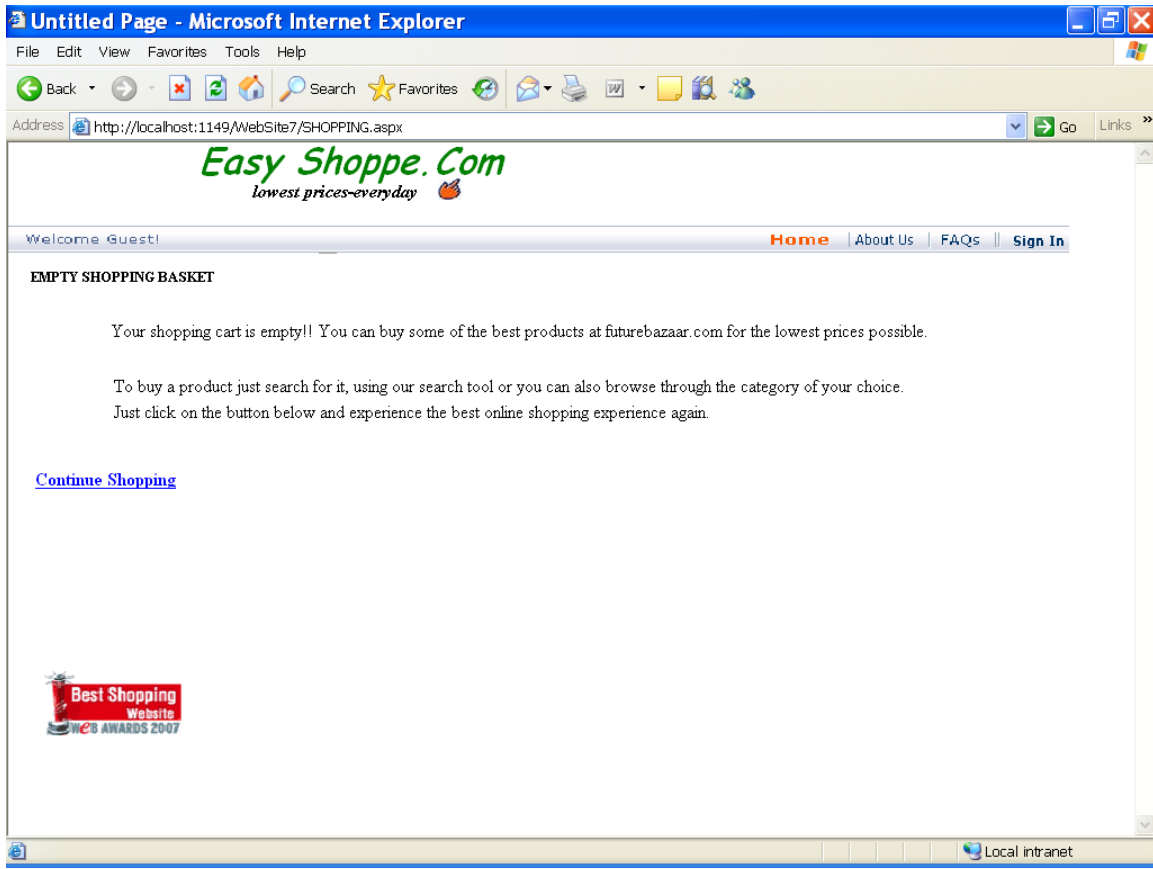 Untitled Page - Microsoft Internet Explorer
File Edit View Favorites Tools Help
Back Search Favorites W
Address http://localhost:1149/WebSite7/SHOPPING.aspx Go Links »
Easy Shoppe.Com
lowest prices-everyday
Welcome Guest! Home | About Us | FAQs || Sign In
EMPTY SHOPPING BASKET
Your shopping cart is empty!! You can buy some of the best products at futurebazaar.com for the lowest prices possible.
To buy a product just search for it, using our search tool or you can also browse through the category of your choice.
Just click on the button below and experience the best online shopping experience again.
Continue Shopping
Best Shopping
Website
WeB AWARDS 2007
Local intranet